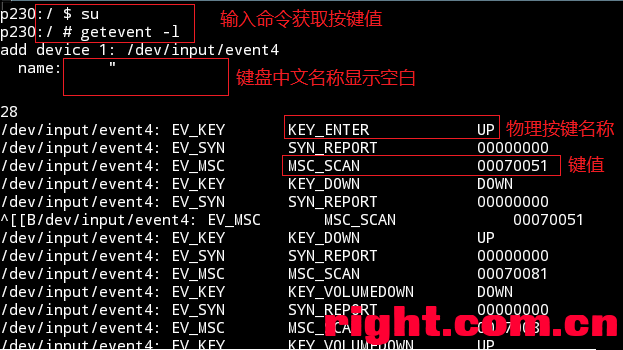 p230:/ $ su
输入命令获取按键值
p230:/ # getevent -l
add device 1: /dev/input/event4
name: "
键盘中文名称显示空白
28
/dev/input/event4: EV_KEY KEY_ENTER UP 物理按键名称
/dev/input/event4: EV_SYN SYN_REPORT 00000000
/dev/input/event4: EV_MSC MSC_SCAN 00070051 键值
/dev/input/event4: EV_KEY KEY_DOWN DOWN
/dev/input/event4: EV_SYN SYN_REPORT 00000000
^[[B/dev/input/event4: EV_MSC MSC_SCAN 00070051
/dev/input/event4: EV_KEY KEY_DOWN UP
/dev/input/event4: EV_SYN SYN_REPORT 00000000
/dev/input/event4: EV_MSC MSC_SCAN 00070081
/dev/input/event4: EV_KEY KEY_VOLUMEDOWN DOWN
/dev/input/event4: EV_SYN SYN_REPORT 00000000
/dev/input/event4: EV_MSC MSC_SCAN
/dev/input/event4: EV_KEY KEY_VOLUMEDOWN UP
right.com.cn